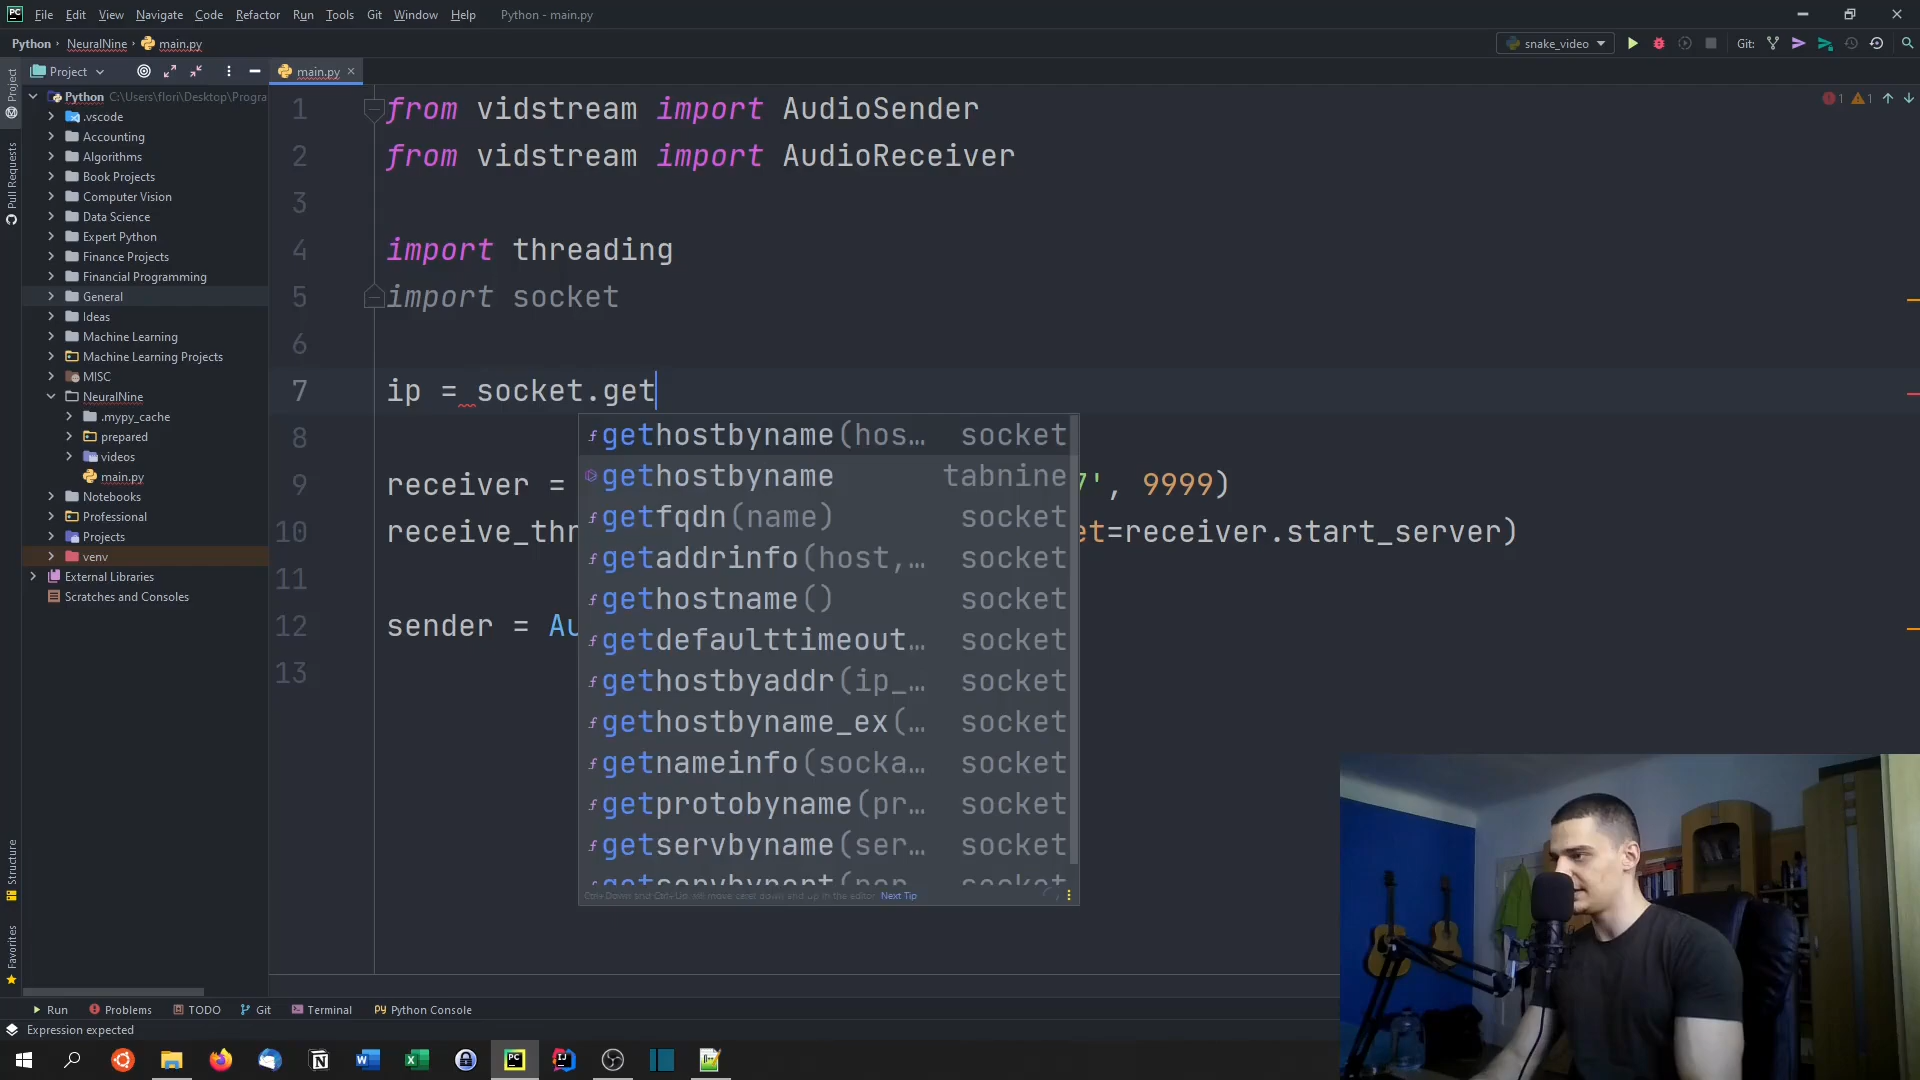 File Edit View Navigate Code Refactor Run Tools Git Window Help Python - main.py
Python NeuralNine main.py snake_video Git:
Project main.py
1 from vidstream import AudioSender
2 from vidstream import AudioReceiver
3
4 import threading
5 import socket
6
7 ip = socket.get
8
9 receiver = 7', 9999)
10 receive_thr et=receiver.start_server)
11
12 sender = Au
13
gethostbyname(hos… socket
gethostbyname tabnine
getfqdn(name) socket
getaddrinfo(host,… socket
gethostname() socket
getdefaulttimeout… socket
gethostbyaddr(ip_… socket
gethostbyname_ex(… socket
getnameinfo(socka… socket
getprotobyname(pr… socket
getservbyname(ser… socket
Next Tip
Python C:\Users\flori\Desktop\Progra
.vscode
Accounting
Algorithms
Book Projects
Computer Vision
Data Science
Expert Python
Finance Projects
Financial Programming
General
Ideas
Machine Learning
Machine Learning Projects
MISC
NeuralNine
.mypy_cache
prepared
videos
main.py
Notebooks
Professional
Projects
venv
External Libraries
Scratches and Consoles
Project
Pull Requests
Structure
Favorites
1 1
Run Problems TODO Git Terminal Python Console
Expression expected